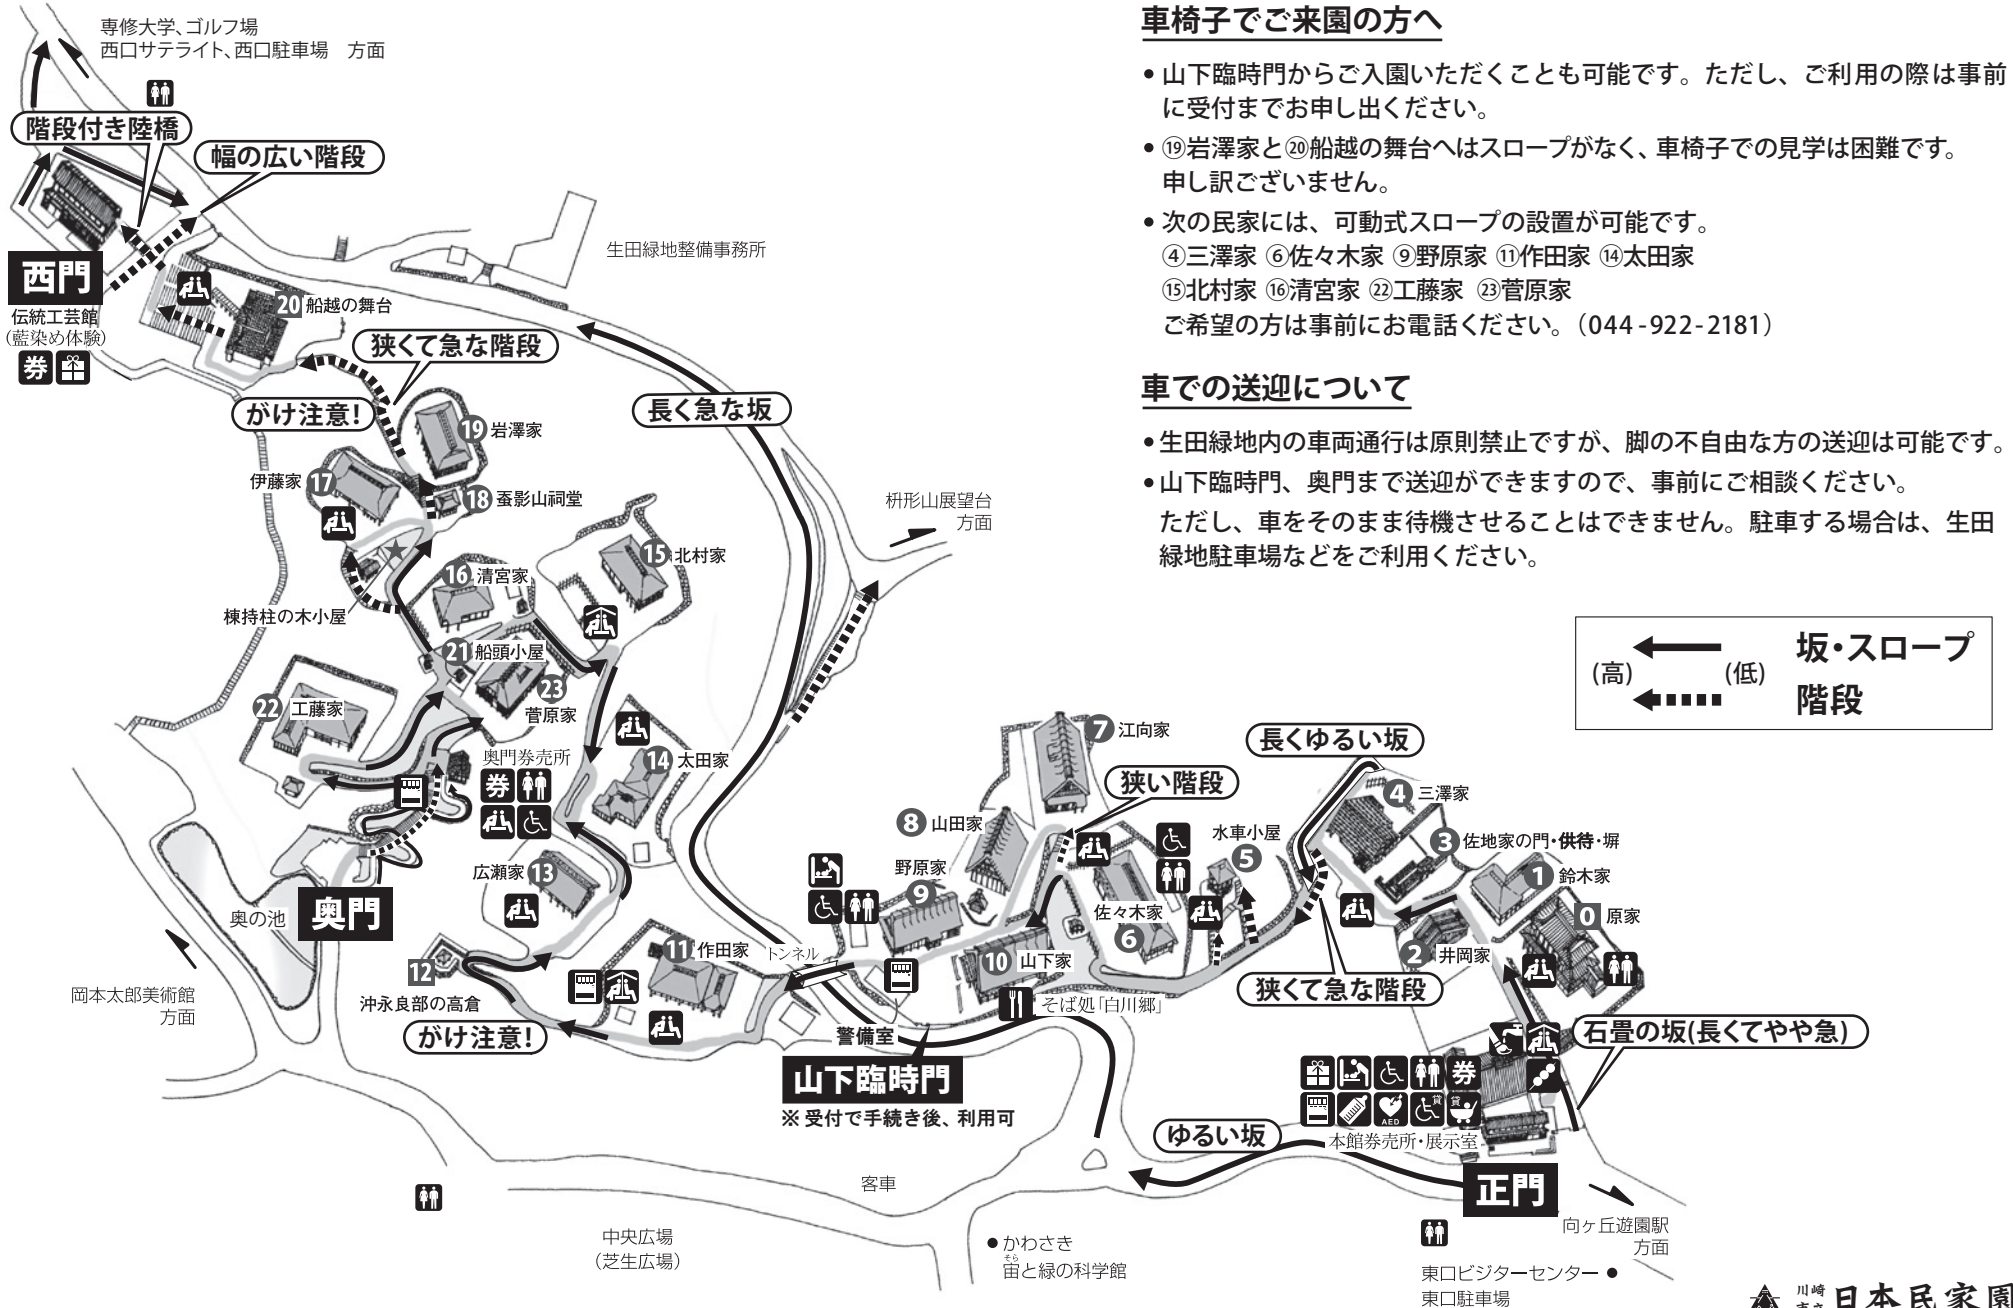 専修大学、ゴルフ場
西口サテライト、西口駐車場　方面
階段付き陸橋
幅の広い階段
西門
伝統工芸館
(藍染め体験)
券
生田緑地整備事務所
20 船越の舞台
狭くて急な階段
がけ注意!
長く急な坂
19 岩澤家
伊藤家 17
18 蚕影山祠堂
枡形山展望台
方面
15 北村家
16 清宮家
棟持柱の木小屋
21 船頭小屋
23
菅原家
22 工藤家
奥門券売所
券
14 太田家
広瀬家 13
奥の池
奥門
岡本太郎美術館
方面
12
沖永良部の高倉
がけ注意!
11 作田家
トンネル
警備室
山下臨時門
※受付で手続き後、利用可
7 江向家
狭い階段
8 山田家
野原家
9
10 山下家
そば処「白川郷」
佐々木家
6
水車小屋
5
長くゆるい坂
4 三澤家
3 佐地家の門・供待・塀
1 鈴木家
0 原家
2 井岡家
狭くて急な階段
石畳の坂(長くてやや急)
券
AED
貸
貸
本館券売所・展示室
ゆるい坂
正門
向ヶ丘遊園駅
方面
客車
中央広場
(芝生広場)
●かわさき
そら
宙と緑の科学館
東口ビジターセンター ●
東口駐車場
車椅子でご来園の方へ
• 山下臨時門からご入園いただくことも可能です。ただし、ご利用の際は事前
に受付までお申し出ください。
• ⑲岩澤家と⑳船越の舞台へはスロープがなく、車椅子での見学は困難です。
申し訳ございません。
• 次の民家には、可動式スロープの設置が可能です。
④三澤家 ⑥佐々木家 ⑨野原家 ⑪作田家 ⑭太田家
⑮北村家 ⑯清宮家 ㉒工藤家 ㉓菅原家
ご希望の方は事前にお電話ください。(044-922-2181)
車での送迎について
• 生田緑地内の車両通行は原則禁止ですが、脚の不自由な方の送迎は可能です。
• 山下臨時門、奥門まで送迎ができますので、事前にご相談ください。
ただし、車をそのまま待機させることはできません。駐車する場合は、生田
緑地駐車場などをご利用ください。
(高) (低)
坂・スロープ
階段
川崎市立 日本民家園